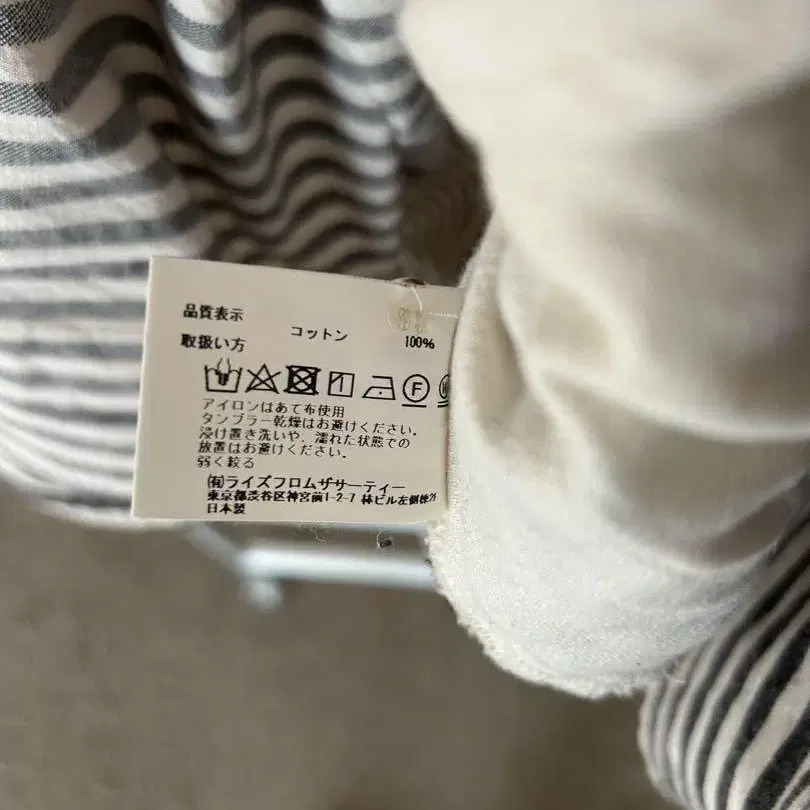 品質表示
コットン 100%
取扱い方
F
アイロンはあて布使用
タンブラー乾燥はお避けください。
浸け置き洗いや、濡れた状態での
放置はお避けください。
弱く絞る
(有)ライズフロムザサーティー
東京都渋谷区神宮前1-2-7 林ビル左側棟2F
日本製